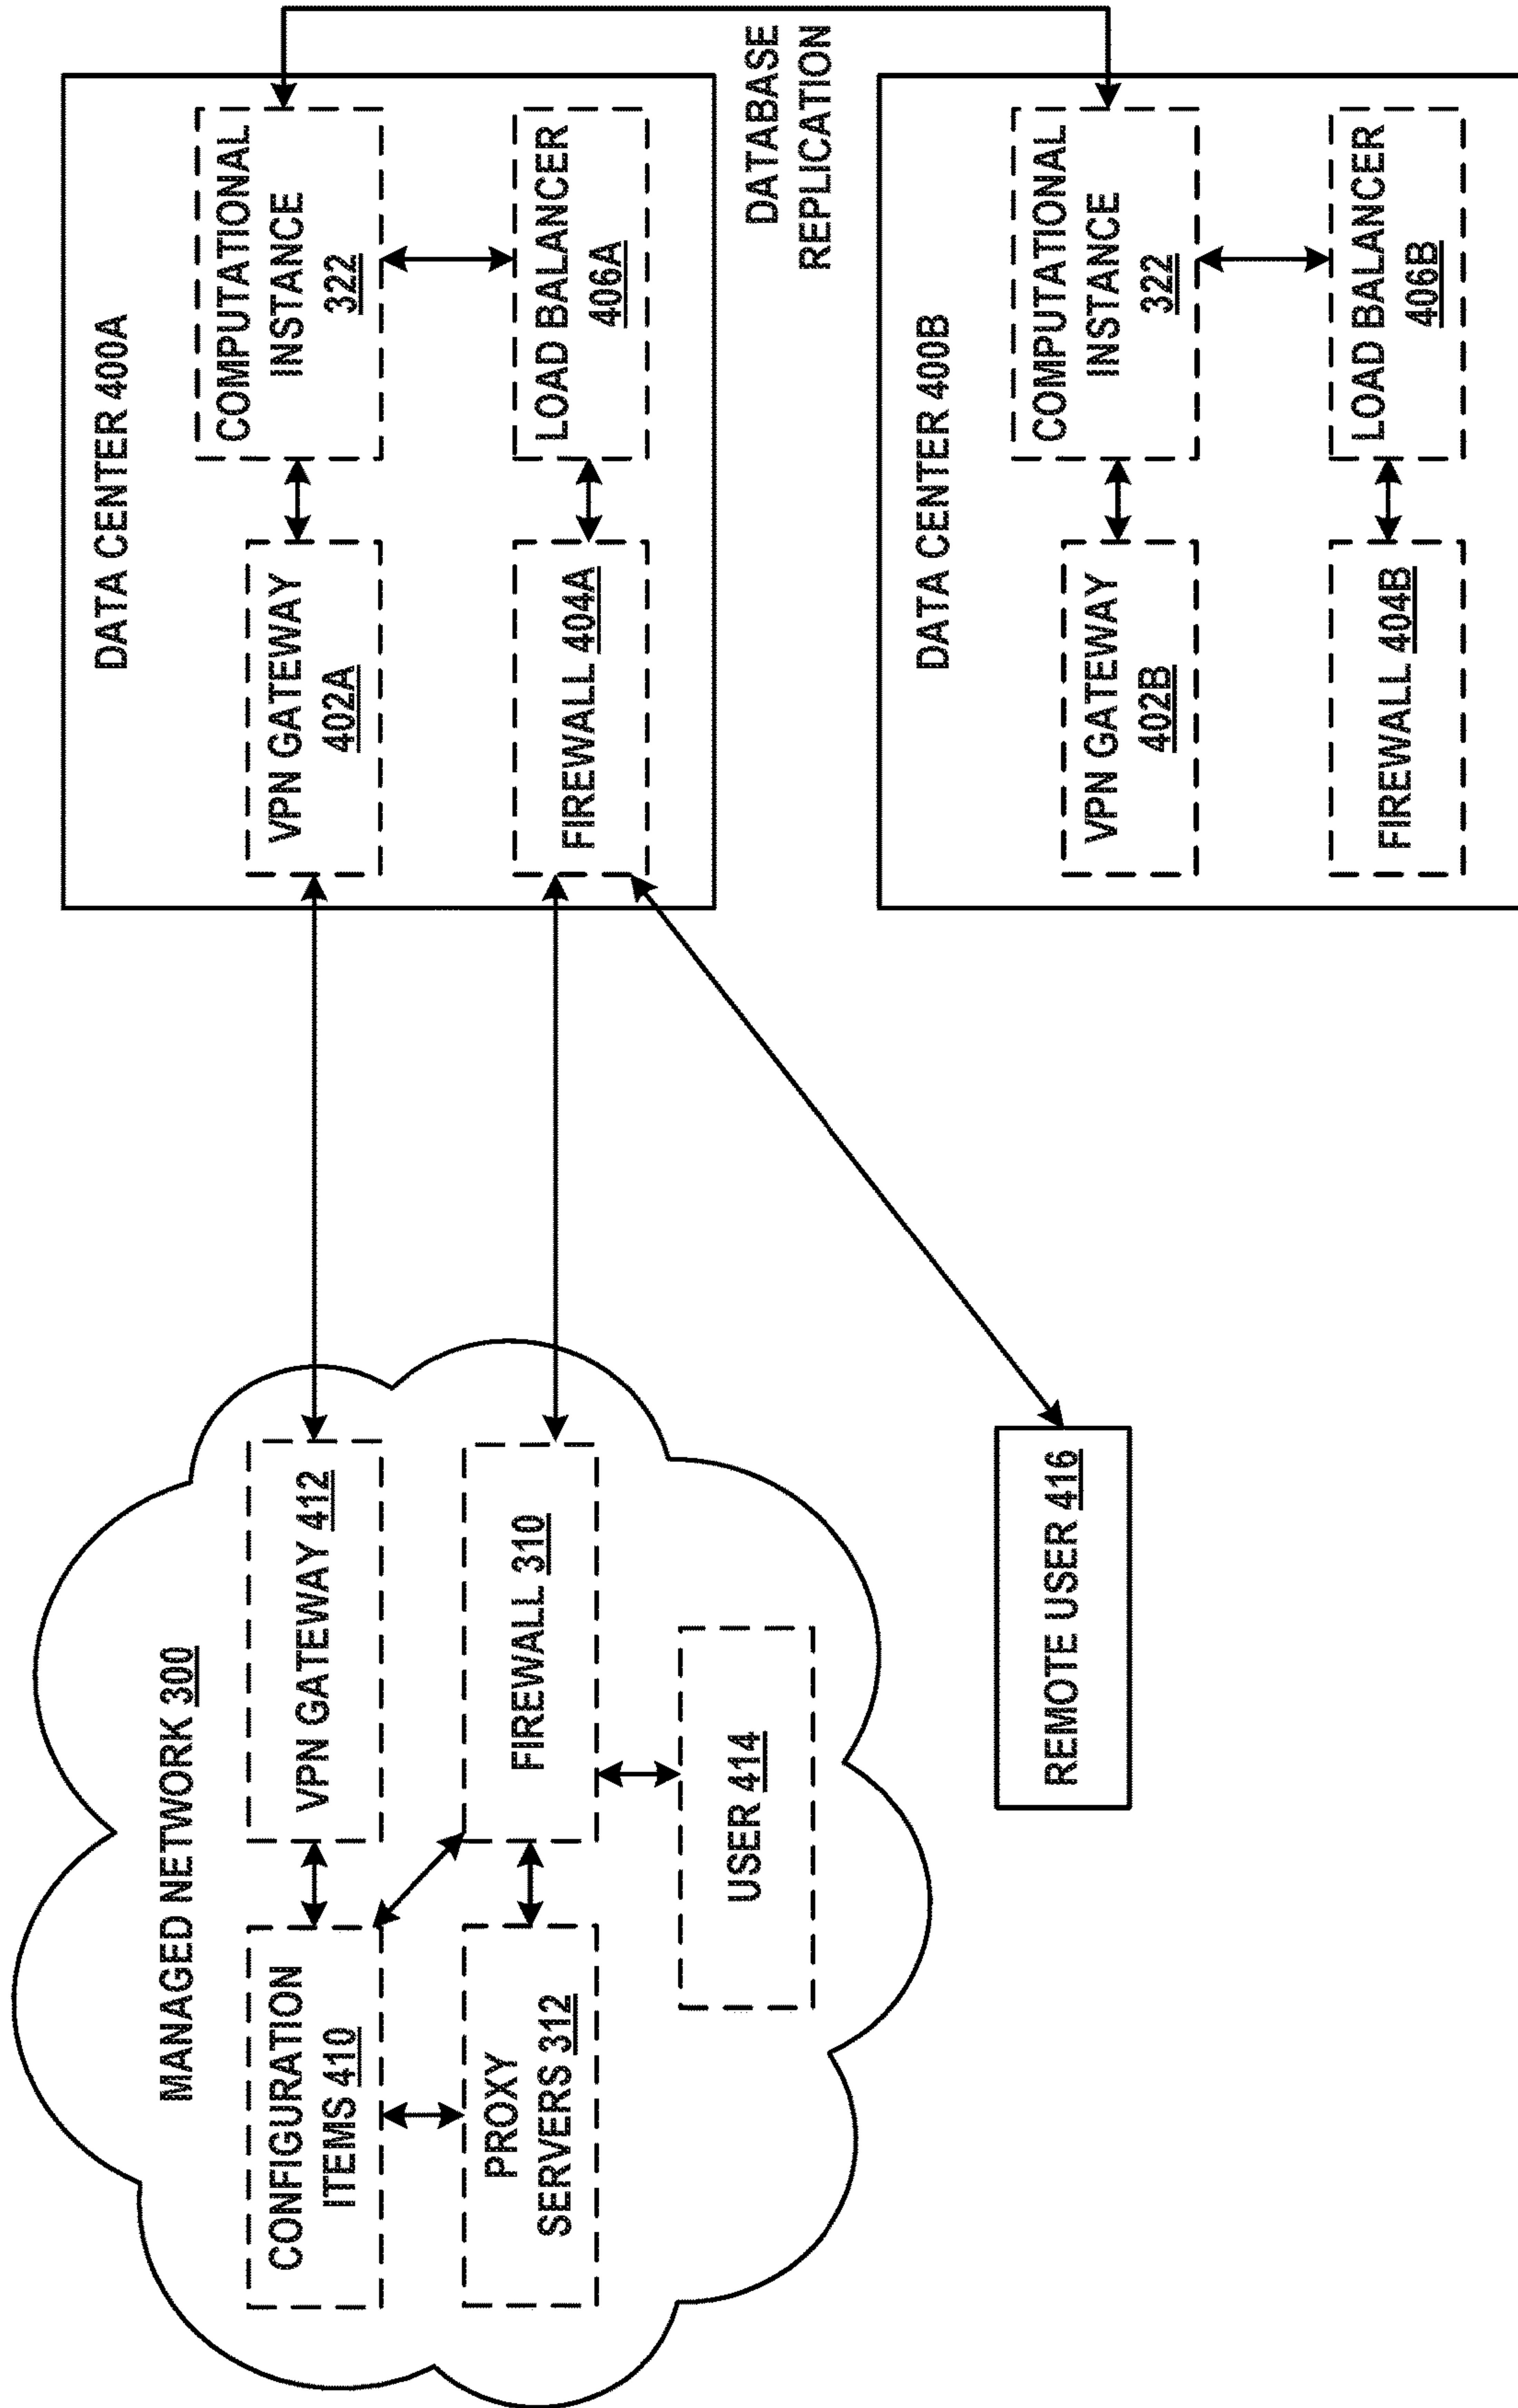 MANAGED NETWORK 300
CONFIGURATION
ITEMS 410
VPN GATEWAY 412
PROXY
SERVERS 312
FIREWALL 310
USER 414
REMOTE USER 416
DATA CENTER 400A
VPN GATEWAY
402A
COMPUTATIONAL
INSTANCE
322
FIREWALL 404A
LOAD BALANCER
406A
DATABASE
REPLICATION
DATA CENTER 400B
VPN GATEWAY
402B
COMPUTATIONAL
INSTANCE
322
FIREWALL 404B
LOAD BALANCER
406B